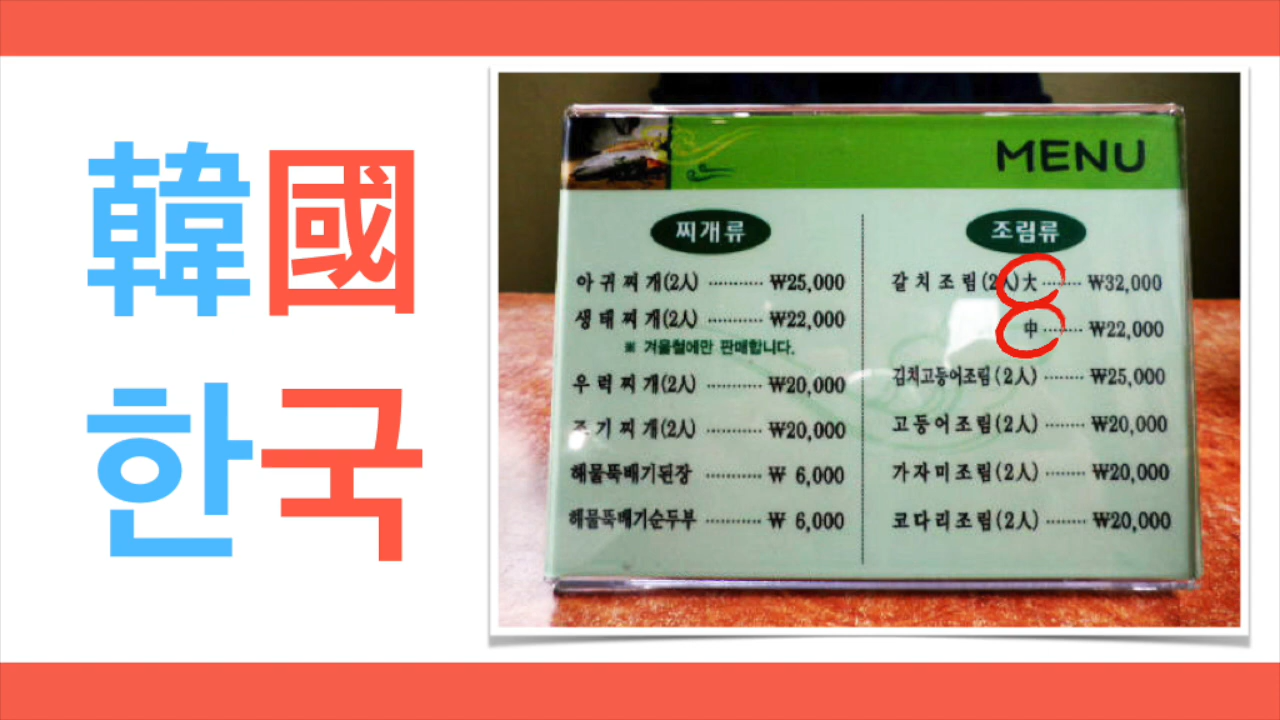 韓國
한국
MENU
찌개류
아귀찌개(2人) ··········· ₩25,000
생태찌개(2人) ··········· ₩22,000
※ 겨울철에만 판매합니다.
우럭찌개(2人) ··········· ₩20,000
조기찌개(2人) ··········· ₩20,000
해물뚝배기된장 ··········· ₩ 6,000
해물뚝배기순두부 ··········· ₩ 6,000
조림류
갈치조림(2人)大 ········ ₩32,000
中 ········ ₩22,000
김치고등어조림(2人) ········ ₩25,000
고등어조림(2人) ········ ₩20,000
가자미조림(2人) ········ ₩20,000
코다리조림(2人) ········ ₩20,000